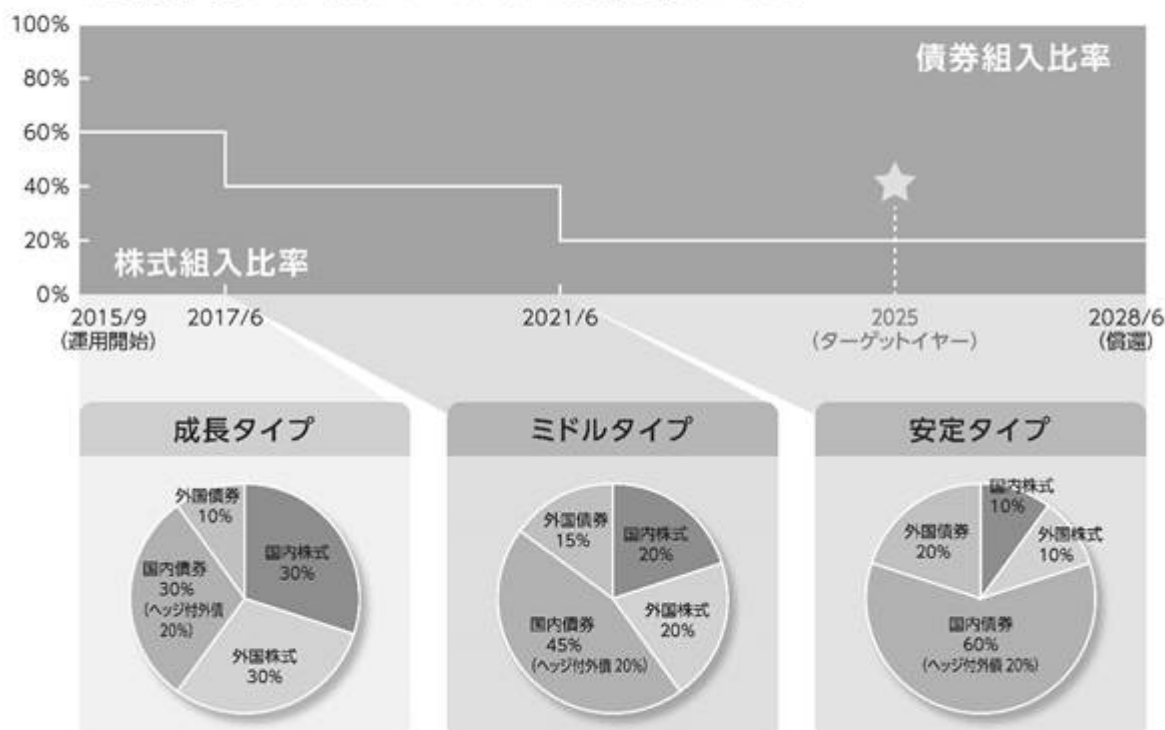 100%
債券組入比率
80%
60%
40%
20%
株式組入比率
0%
2015/9
(運用開始)
2017/6
2021/6
2025
(ターゲットイヤー)
2028/6
(償還)
成長タイプ
外国債券
10%
国内株式
30%
国内債券
30%
(ヘッジ付外債
20%)
外国株式
30%
ミドルタイプ
外国債券
15%
国内株式
20%
外国株式
20%
国内債券
45%
(ヘッジ付外債 20%)
安定タイプ
国内株式
10%
外国債券
20%
外国株式
10%
国内債券
60%
(ヘッジ付外債 20%)